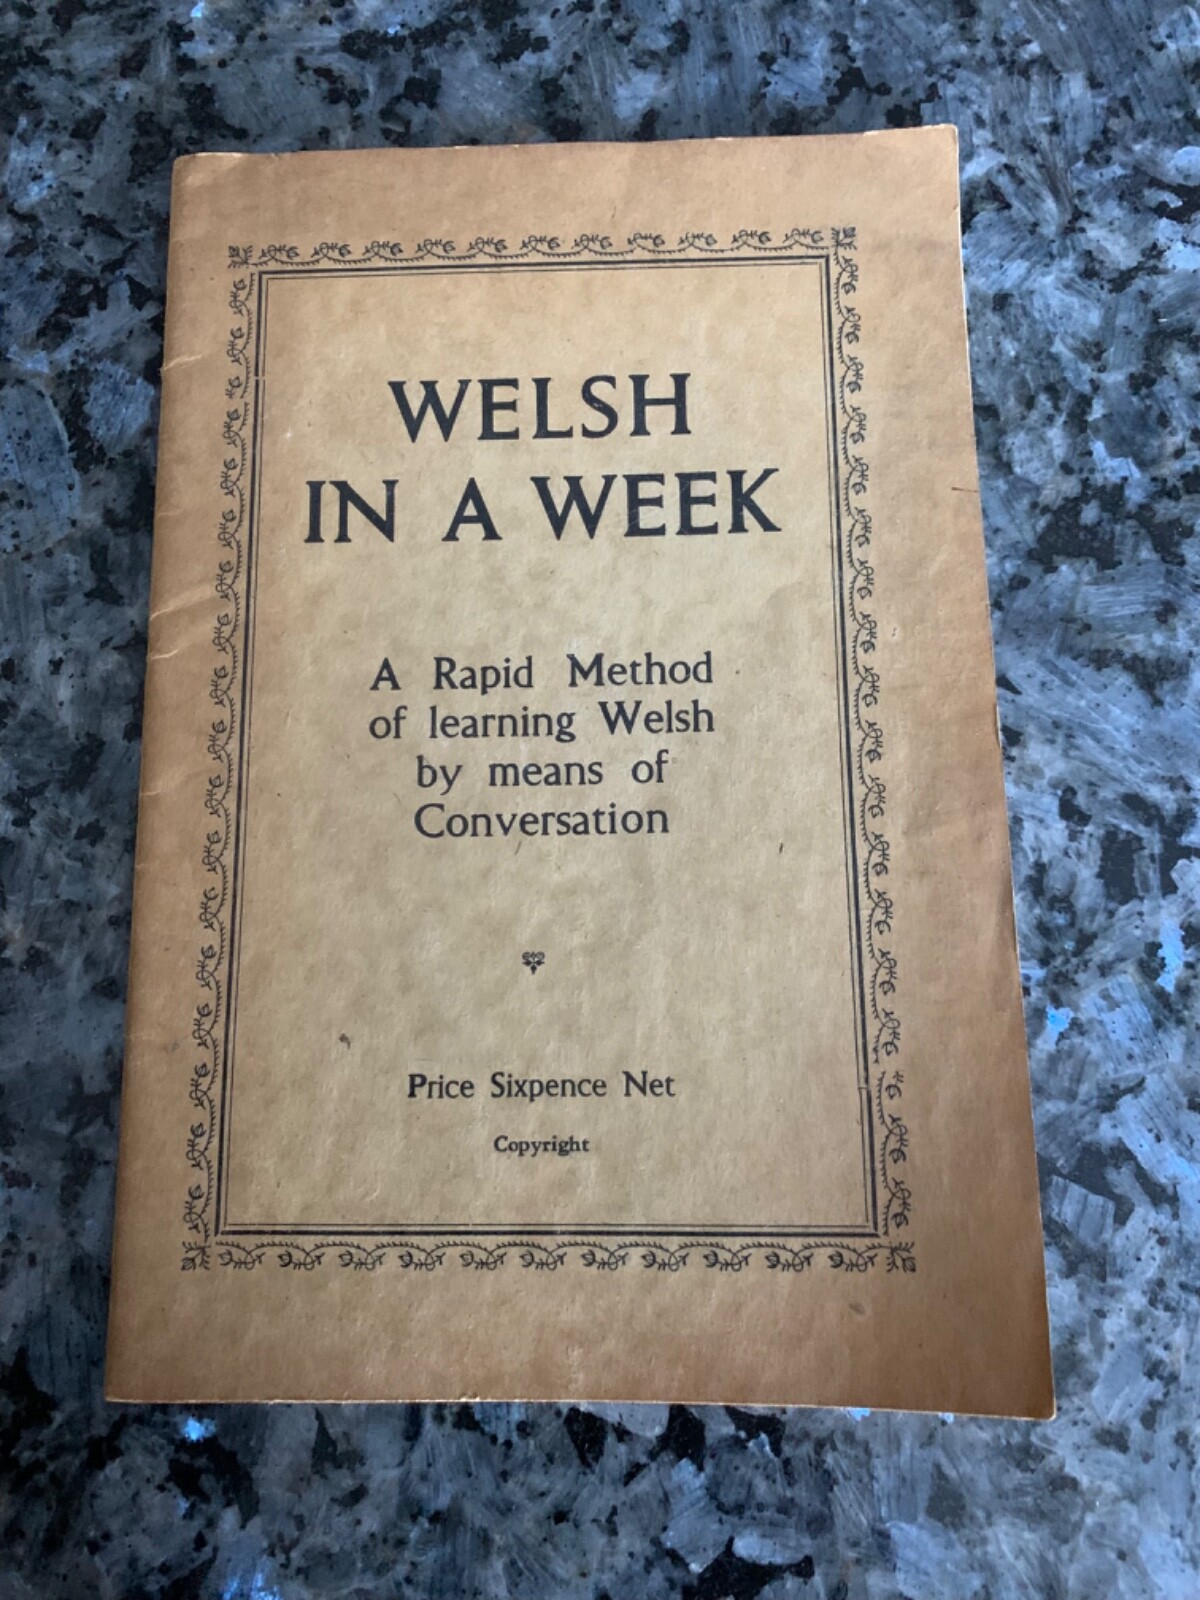 WELSH
IN A WEEK
A Rapid Method
of learning Welsh
by means of
Conversation
Price Sixpence Net
Copyright